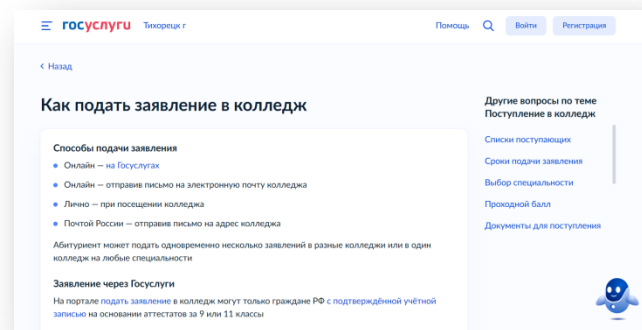 госуслуги Тихорецк г Помощь Войти Регистрация
Назад
Как подать заявление в колледж
Способы подачи заявления
Онлайн — на Госуслугах
Онлайн — отправив письмо на электронную почту колледжа
Лично — при посещении колледжа
Почтой России — отправив письмо на адрес колледжа
Абитуриент может подать одновременно несколько заявлений в разные колледжи или в один
колледж на любые специальности
Заявление через Госуслуги
На портале подать заявление в колледж могут только граждане РФ с подтверждённой учётной
записью на основании аттестатов за 9 или 11 классы
Другие вопросы по теме
Поступление в колледж
Списки поступающих
Сроки подачи заявления
Выбор специальности
Проходной балл
Документы для поступления